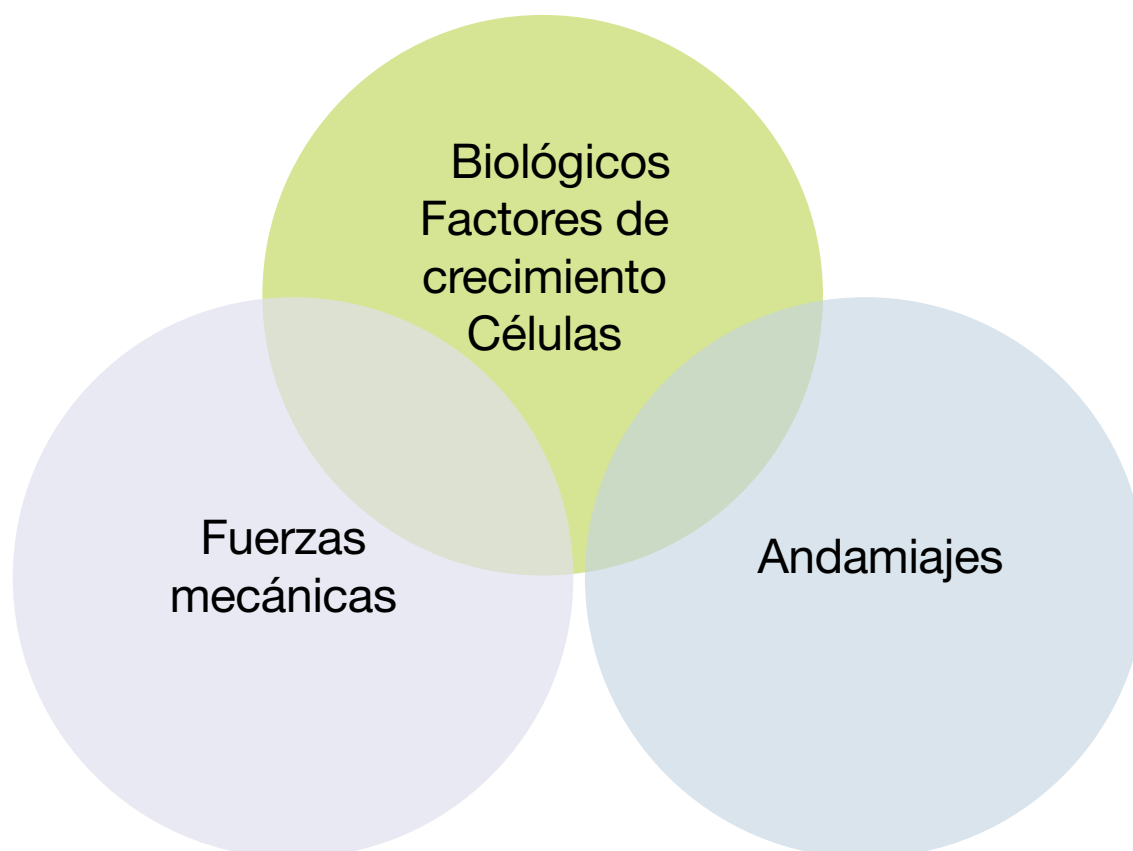 Biológicos
Factores de
crecimiento
Células
Fuerzas
mecánicas
Andamiajes